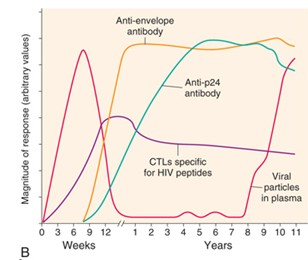 Magnitude of response (arbitrary values)
Anti-envelope
antibody
Anti-p24
antibody
CTLs specific
for HIV peptides
Viral
particles
in plasma
0 3 6 9 12 1 2 3 4 5 6 7 8 9 10 11
Weeks Years
B